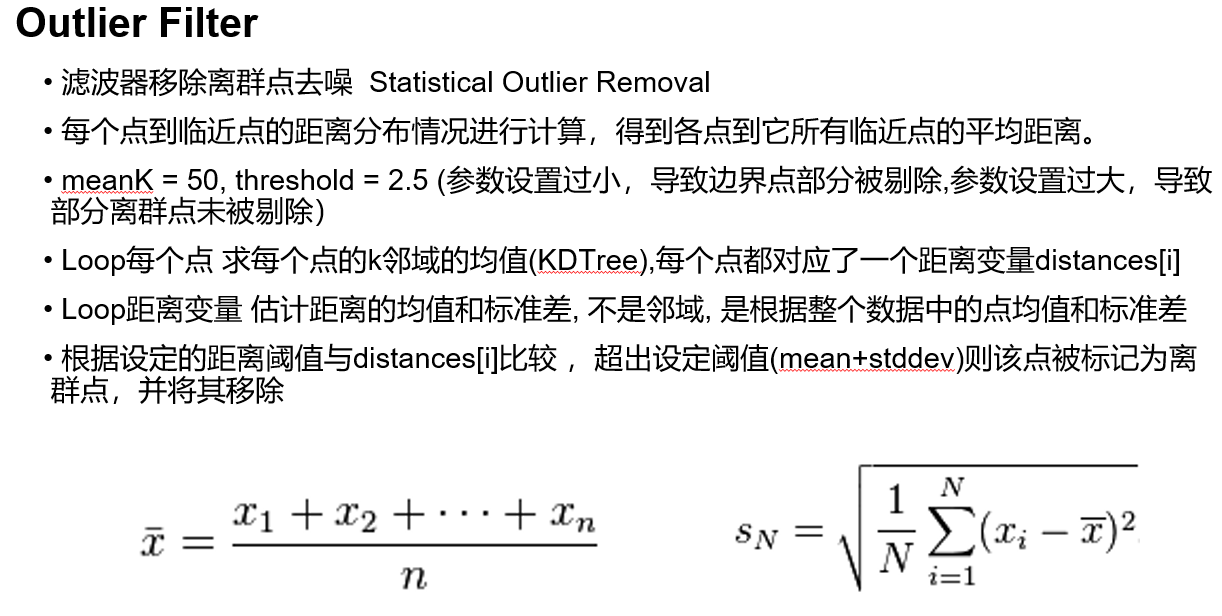 Outlier Filter
• 滤波器移除离群点去噪  Statistical Outlier Removal
• 每个点到临近点的距离分布情况进行计算，得到各点到它所有临近点的平均距离。
• meanK = 50, threshold = 2.5 (参数设置过小，导致边界点部分被剔除,参数设置过大，导致
部分离群点未被剔除）
• Loop每个点 求每个点的k邻域的均值(KDTree),每个点都对应了一个距离变量distances[i]
• Loop距离变量 估计距离的均值和标准差, 不是邻域, 是根据整个数据中的点均值和标准差
• 根据设定的距离阈值与distances[i]比较 ，超出设定阈值(mean+stddev)则该点被标记为离
群点，并将其移除
x̄ = (x₁ + x₂ + ··· + xₙ) / n
s_N = √(1/N ∑_{i=1}^{N} (x_i − x̄)²)